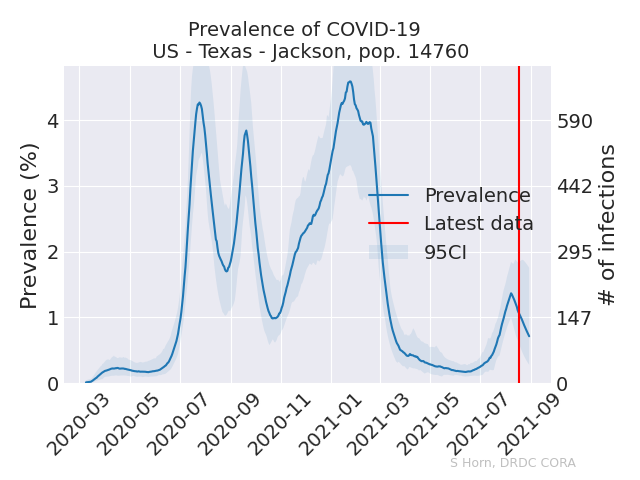 Prevalence of COVID-19
US - Texas - Jackson, pop. 14760
Prevalence (%)
4
3
2
1
0
590
442
295
147
0
# of infections
Prevalence
Latest data
95CI
2020-03
2020-05
2020-07
2020-09
2020-11
2021-01
2021-03
2021-05
2021-07
2021-09
S Horn, DRDC CORA